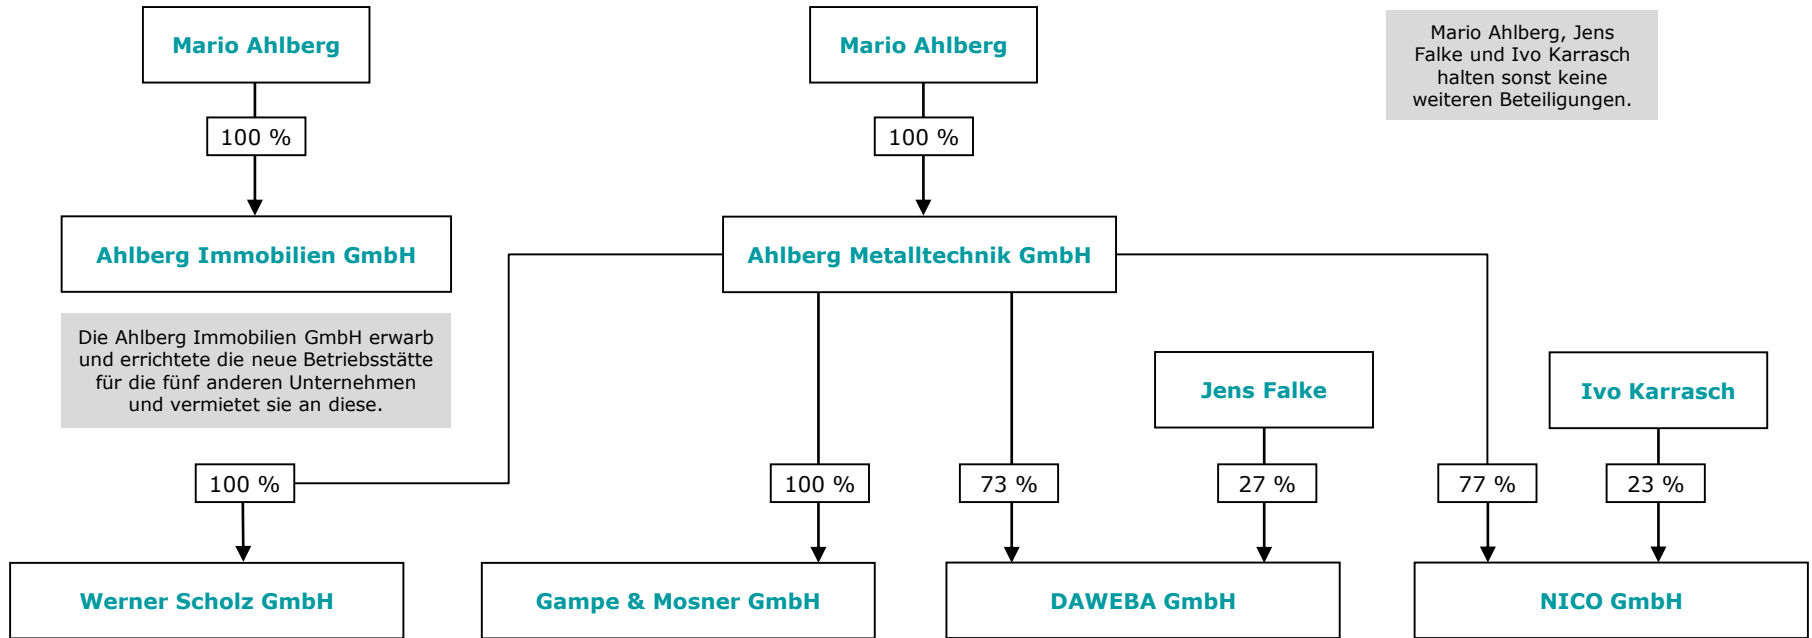 Mario Ahlberg
Mario Ahlberg
Mario Ahlberg, Jens
Falke und Ivo Karrasch
halten sonst keine
weiteren Beteiligungen.
100 %
100 %
Ahlberg Immobilien GmbH
Ahlberg Metalltechnik GmbH
Die Ahlberg Immobilien GmbH erwarb
und errichtete die neue Betriebsstätte
für die fünf anderen Unternehmen
und vermietet sie an diese.
Jens Falke
Ivo Karrasch
100 %
100 %
73 %
27 %
77 %
23 %
Werner Scholz GmbH
Gampe & Mosner GmbH
DAWEBA GmbH
NICO GmbH